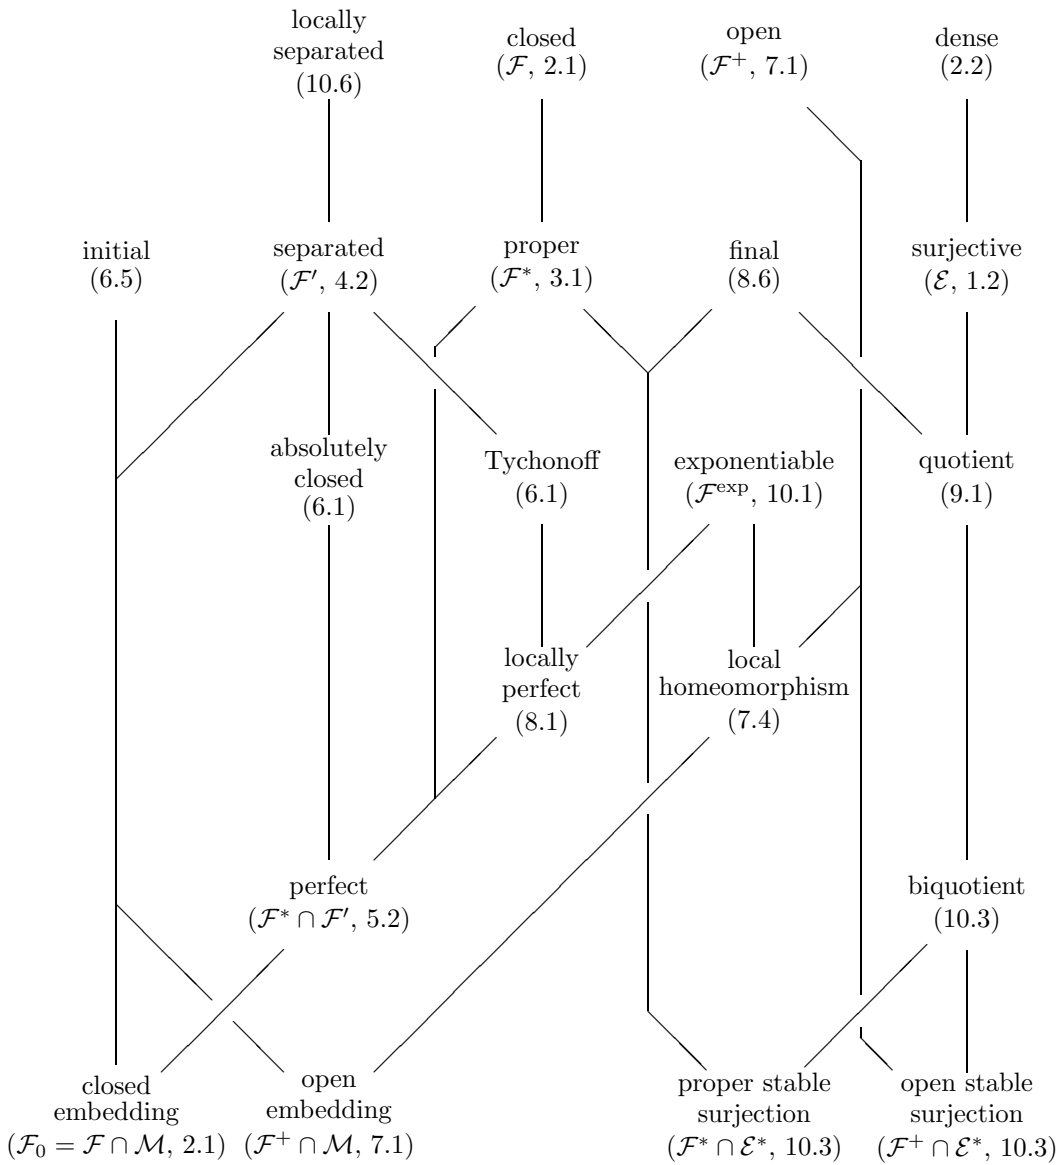 locally
separated
(10.6)
closed
(𝓕, 2.1)
open
(𝓕⁺, 7.1)
dense
(2.2)
initial
(6.5)
separated
(𝓕′, 4.2)
proper
(𝓕*, 3.1)
final
(8.6)
surjective
(𝓔, 1.2)
absolutely
closed
(6.1)
Tychonoff
(6.1)
exponentiable
(𝓕ᵉˣᵖ, 10.1)
quotient
(9.1)
locally
perfect
(8.1)
local
homeomorphism
(7.4)
perfect
(𝓕* ∩ 𝓕′, 5.2)
biquotient
(10.3)
closed
embedding
(𝓕₀ = 𝓕 ∩ 𝓜, 2.1)
open
embedding
(𝓕⁺ ∩ 𝓜, 7.1)
proper stable
surjection
(𝓕* ∩ 𝓔*, 10.3)
open stable
surjection
(𝓕⁺ ∩ 𝓔*, 10.3)